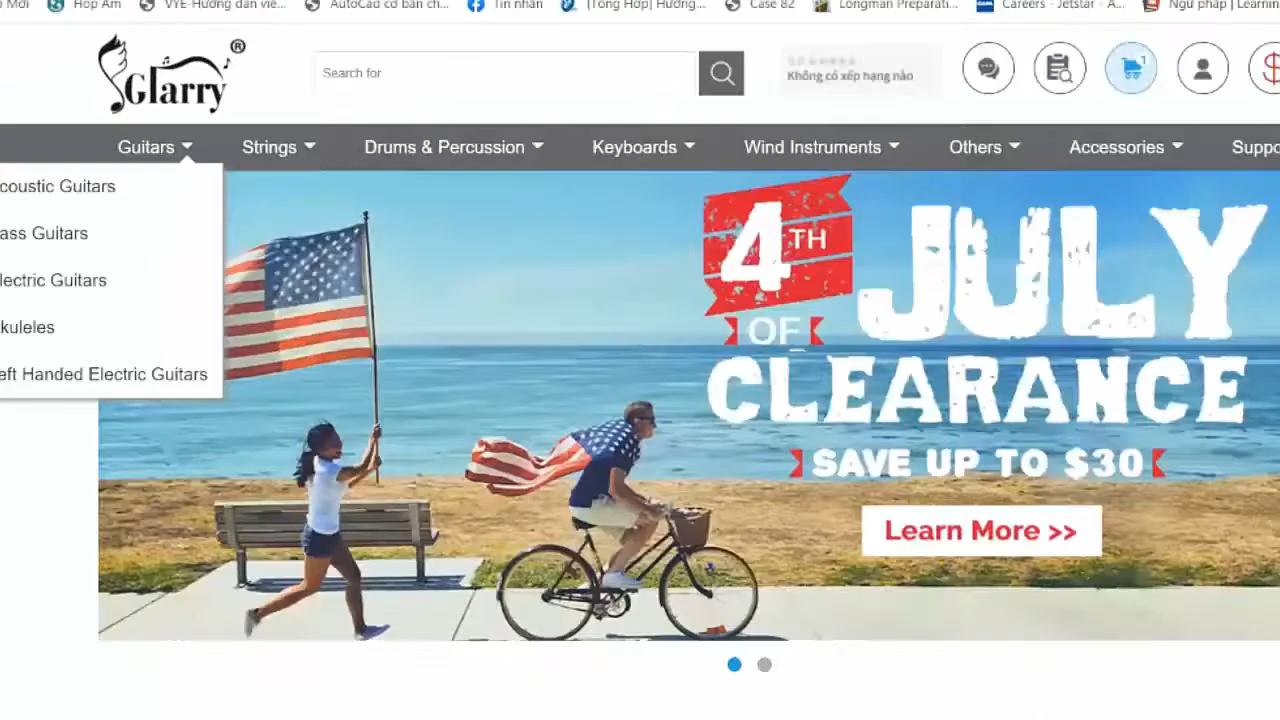 Mới
Hợp Âm
VYE-Hướng dẫn viê...
AutoCad cơ bản ch...
Tin nhắn
[Tổng Hợp] Hướng...
Case 82
Longman Preparati...
Careers - Jetstar - A...
Ngữ pháp | Learnin
Glarry®
Search for
Không có xếp hạng nào
1
Guitars
Strings
Drums & Percussion
Keyboards
Wind Instruments
Others
Accessories
Suppo
coustic Guitars
ass Guitars
lectric Guitars
kuleles
eft Handed Electric Guitars
4TH
OF
JULY
CLEARANCE
SAVE UP TO $30
Learn More >>